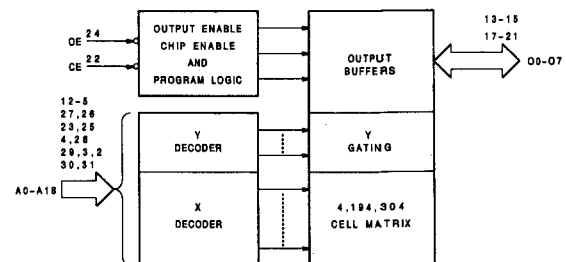 OUTPUT ENABLE
CHIP ENABLE
AND
PROGRAM LOGIC
OE 24
CE 22
OUTPUT
BUFFERS
13-15
17-21
O0-O7
12-5
27,26
23,25
4,28
29,3,2
30,31
A0-A18
Y
DECODER
Y
GATING
X
DECODER
4,194,304
CELL MATRIX